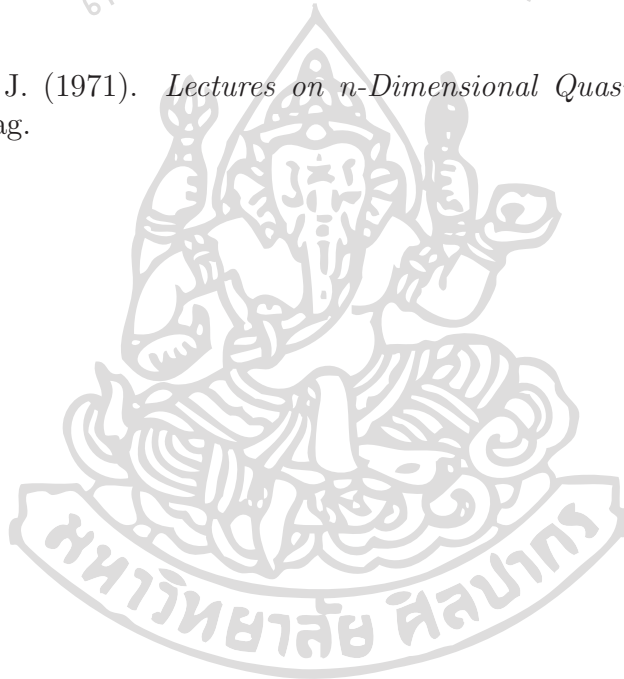 J. (1971). Lectures on n-Dimensional Quas
ag.
มหาวิทยาลัย ศิลปากร